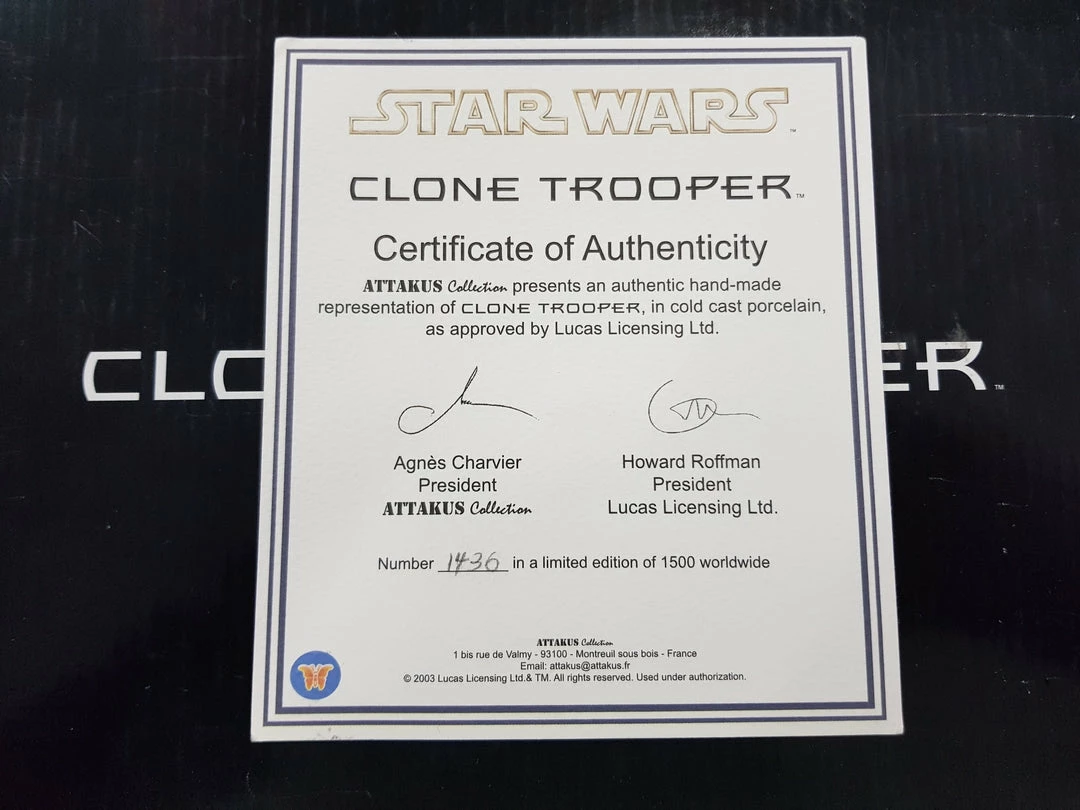 STAR WARS™
CLONE TROOPER™
Certificate of Authenticity
ATTAKUS Collection presents an authentic hand-made
representation of CLONE TROOPER, in cold cast porcelain,
as approved by Lucas Licensing Ltd.
CLO ER™
Agnès Charvier Howard Roffman
President President
ATTAKUS Collection Lucas Licensing Ltd.
Number 1436 in a limited edition of 1500 worldwide
ATTAKUS Collection
1 bis rue de Valmy - 93100 - Montreuil sous bois - France
Email: attakus@attakus.fr
© 2003 Lucas Licensing Ltd.& TM. All rights reserved. Used under authorization.